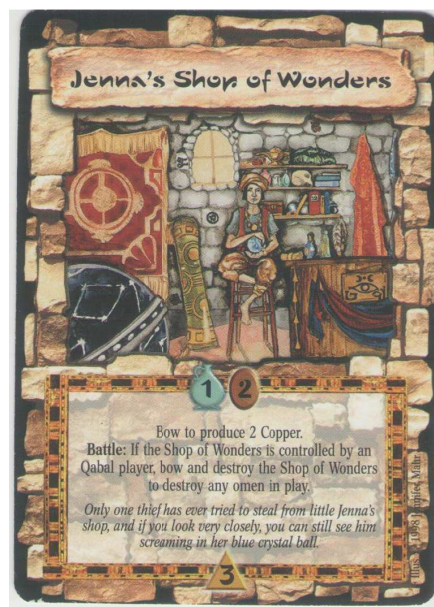 Jenna's Shop of Wonders
1 2
Bow to produce 2 Copper.
Battle: If the Shop of Wonders is controlled by an
Qabal player, bow and destroy the Shop of Wonders
to destroy any omen in play.
Only one thief has ever tried to steal from little Jenna's
shop, and if you look very closely, you can still see him
screaming in her blue crystal ball.
3